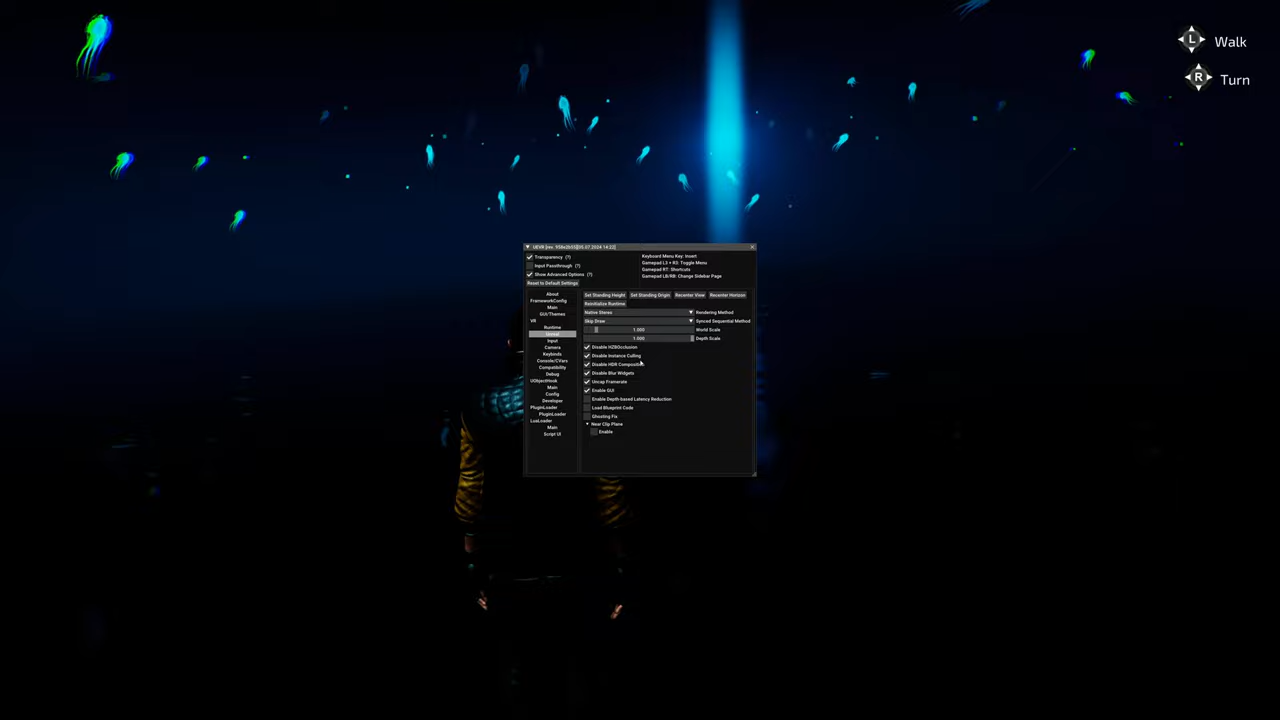 L Walk
R Turn
Transparency (?)
Input Passthrough (?)
Show Advanced Options (?)
Reset to Default Settings
Keyboard Menu Key: Insert
Gamepad L3 + R3: Toggle Menu
Gamepad RT: Shortcuts
Gamepad LB/RB: Change Sidebar Page
About
FrameworkConfig
Main
GUI/Themes
VR
Runtime
Unreal
Input
Camera
Keybinds
Console/CVars
Compatibility
Debug
UObjectHook
Main
Config
Developer
PluginLoader
PluginLoader
LuaLoader
Main
Script UI
Set Standing Height Set Standing Origin Recenter View Recenter Horizon
Reinitialize Runtime
Native Stereo Rendering Method
Skip Draw Synced Sequential Method
1.000 World Scale
1.000 Depth Scale
Disable HZBOcclusion
Disable Instance Culling
Disable HDR Compositing
Disable Blur Widgets
Uncap Framerate
Enable GUI
Enable Depth-based Latency Reduction
Load Blueprint Code
Ghosting Fix
Near Clip Plane
Enable